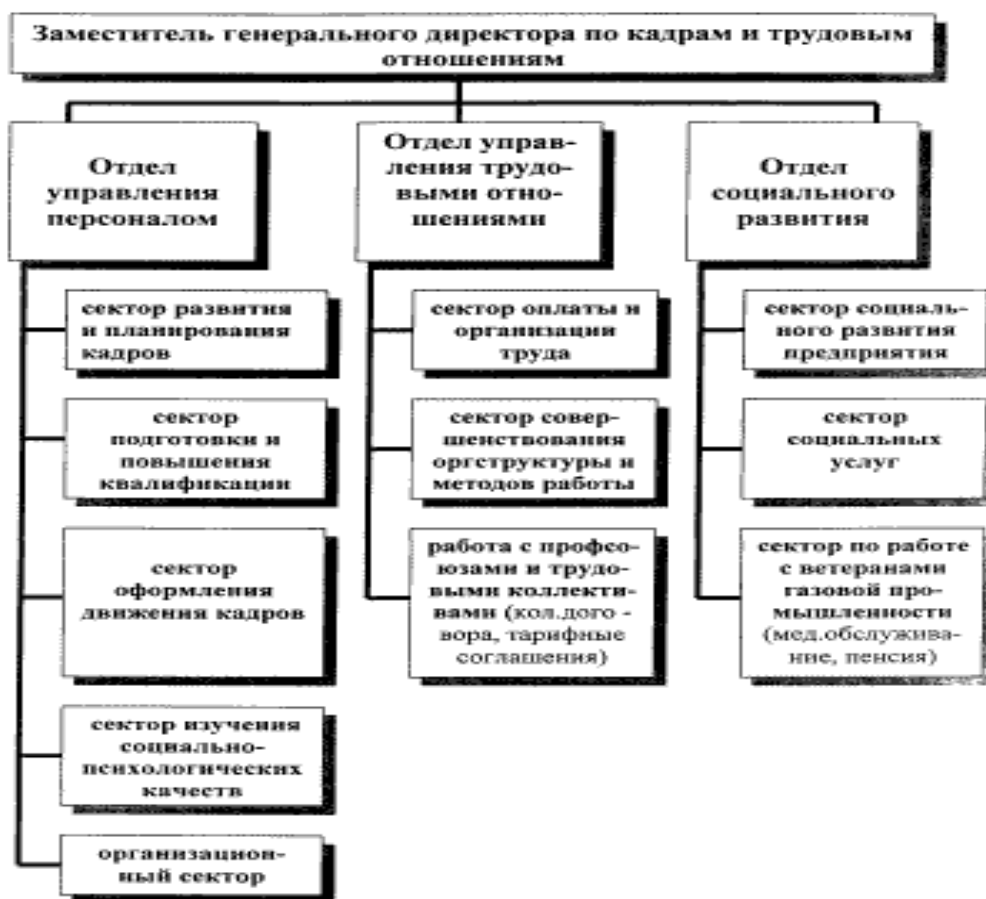 Заместитель генерального директора по кадрам и трудовым
отношениям
Отдел
управления
персоналом
сектор развития
и планирования
кадров
сектор
подготовки и
повышения
квалификации
сектор
оформления
движения кадров
сектор изучения
социально-
психологических
качеств
организацион-
ный сектор
Отдел управ-
ления трудо-
выми отно-
шениями
сектор оплаты и
организации
труда
сектор совер-
шенствования
оргструктуры и
методов работы
работа с профсо-
юзами и трудо-
выми коллекти-
вами (кол.дого -
вора, тарифные
соглашения)
Отдел
социального
развития
сектор социаль-
ного развития
предприятия
сектор
социальных
услуг
сектор по работе
с ветеранами
газовой про-
мышленности
(мед.обслужива-
ние, пенсия)